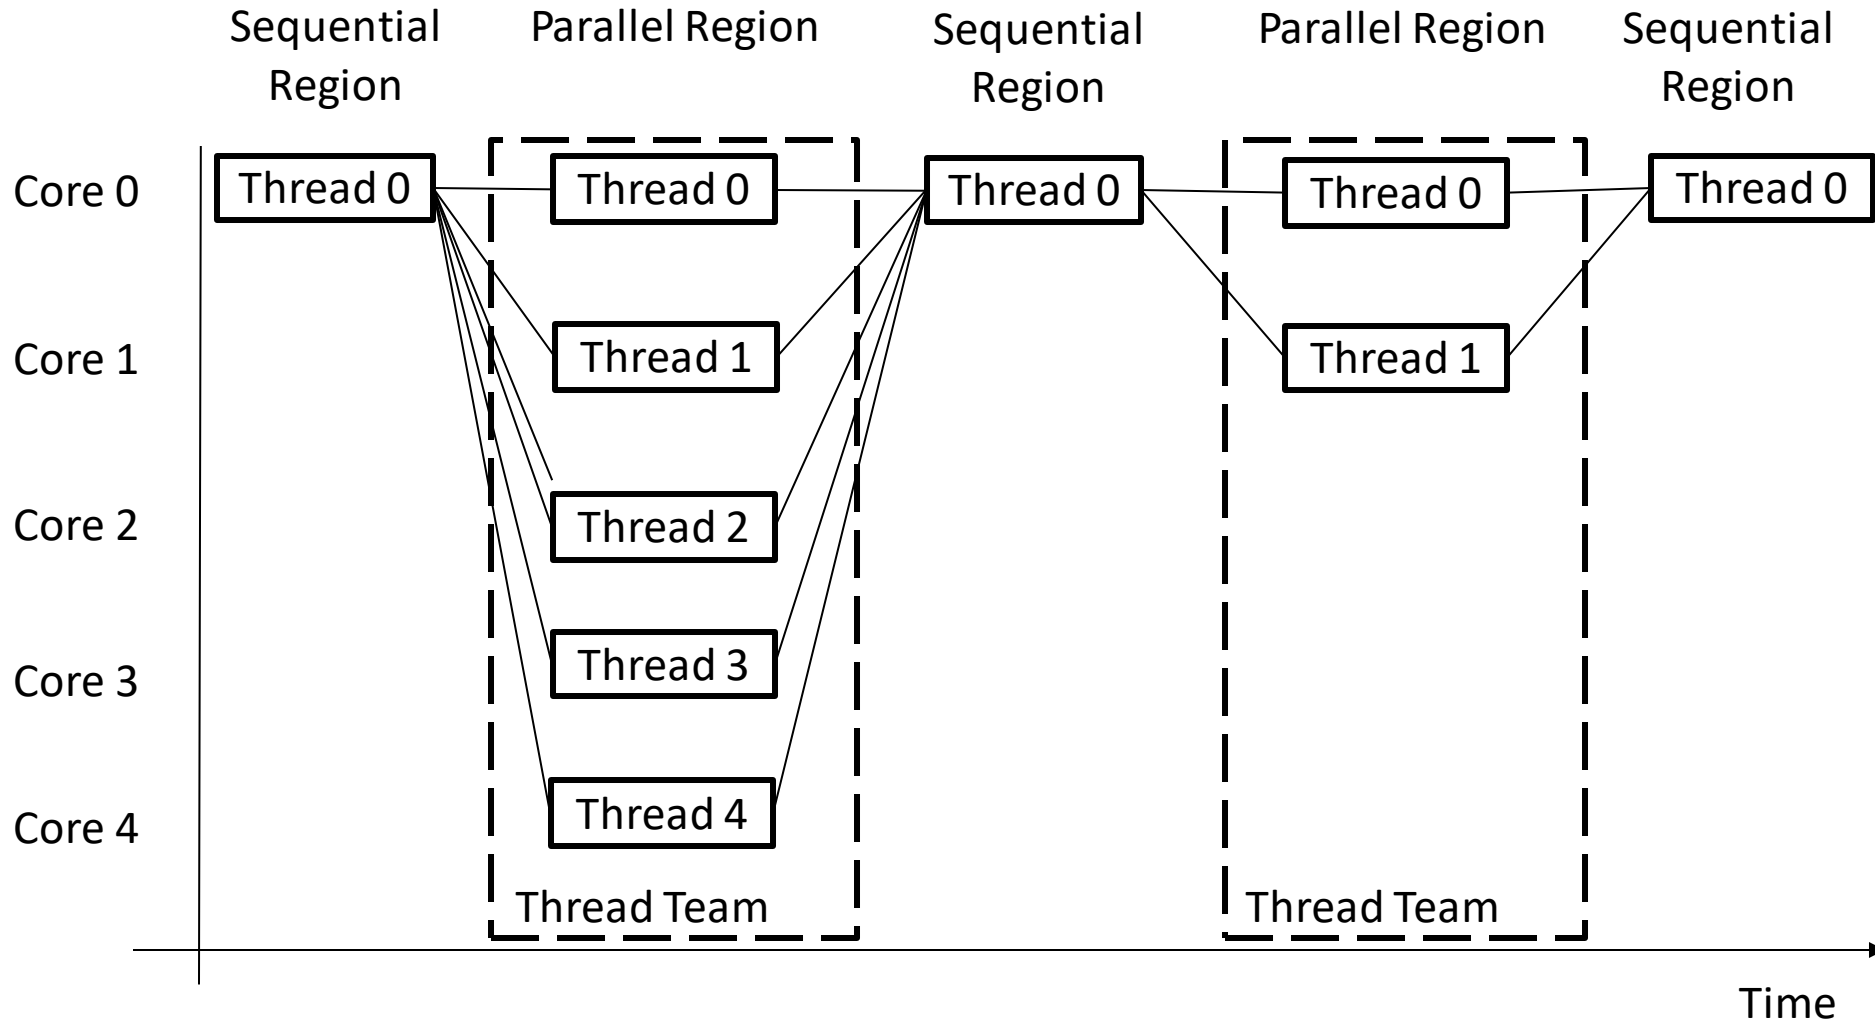 Sequential
Region
Parallel Region
Sequential
Region
Parallel Region
Sequential
Region
Core 0
Thread 0
Thread 0
Thread 0
Thread 0
Thread 0
Core 1
Thread 1
Thread 1
Core 2
Thread 2
Core 3
Thread 3
Core 4
Thread 4
Thread Team
Thread Team
Time